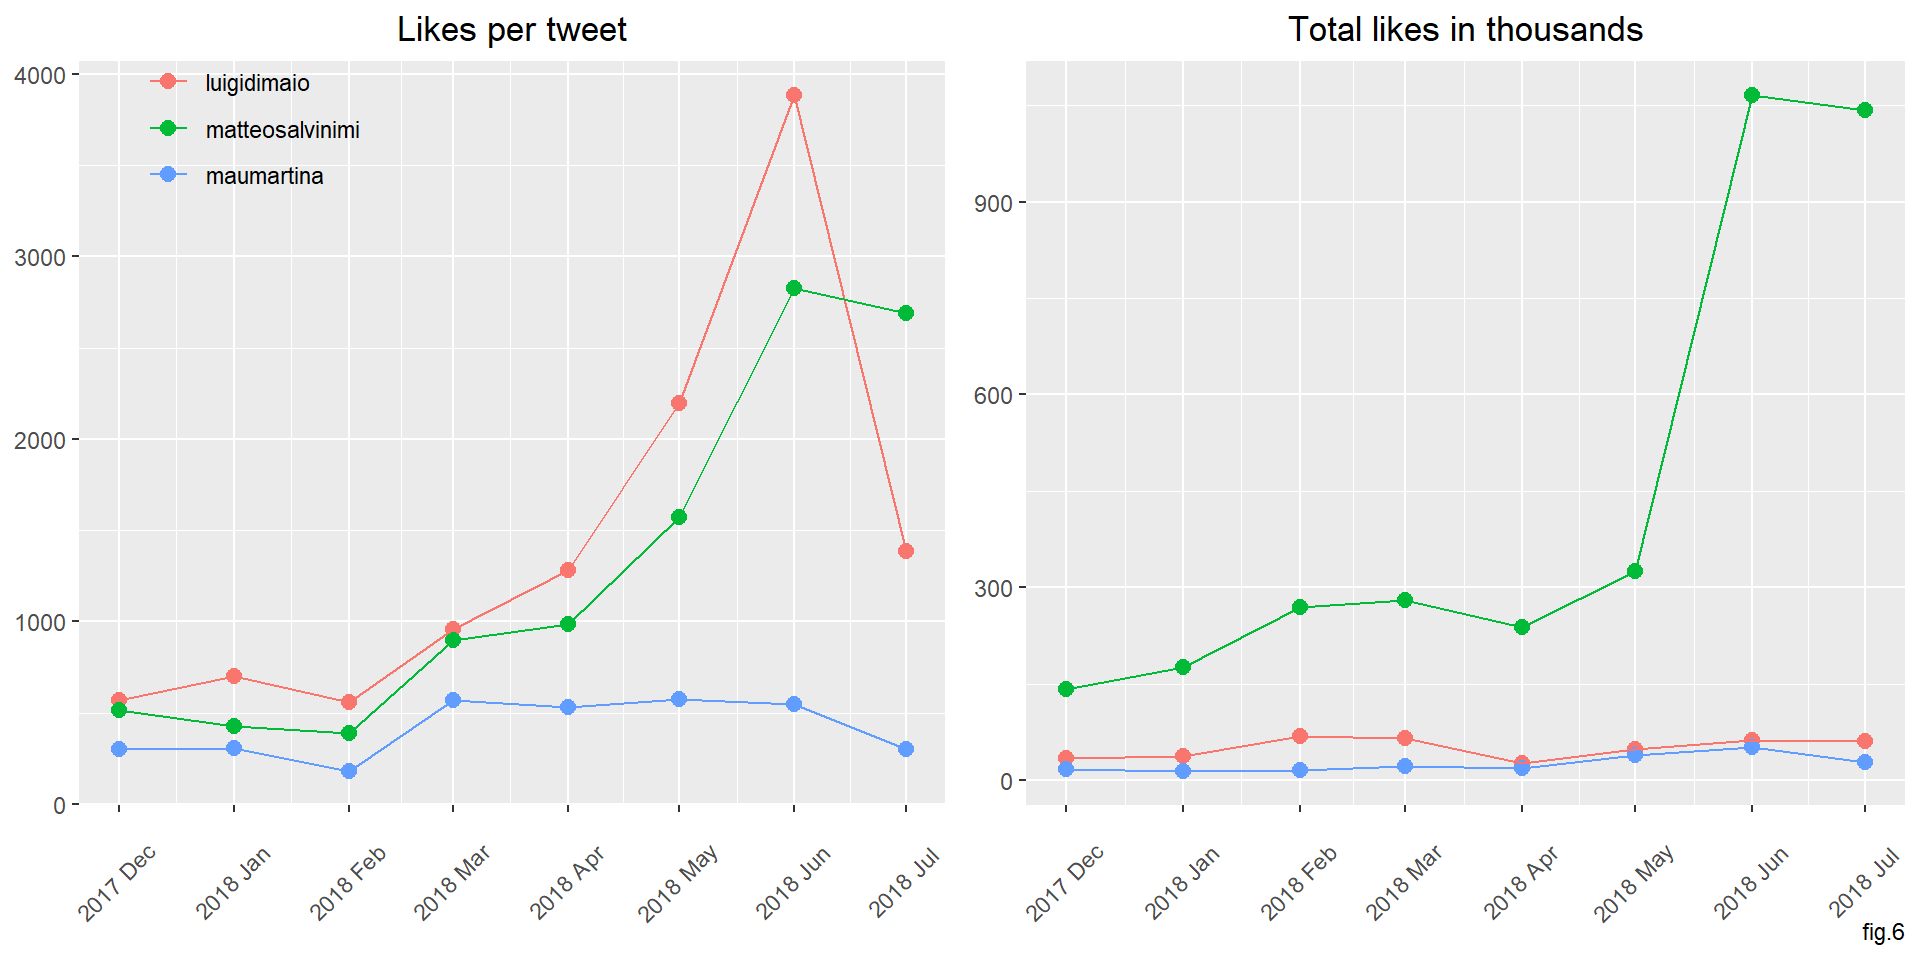 Likes per tweet
4000
3000
2000
1000
0
luigidimaio
matteosalvinimi
maumartina
2017 Dec
2018 Jan
2018 Feb
2018 Mar
2018 Apr
2018 May
2018 Jun
2018 Jul
Total likes in thousands
900
600
300
0
2017 Dec
2018 Jan
2018 Feb
2018 Mar
2018 Apr
2018 May
2018 Jun
2018 Jul
fig.6